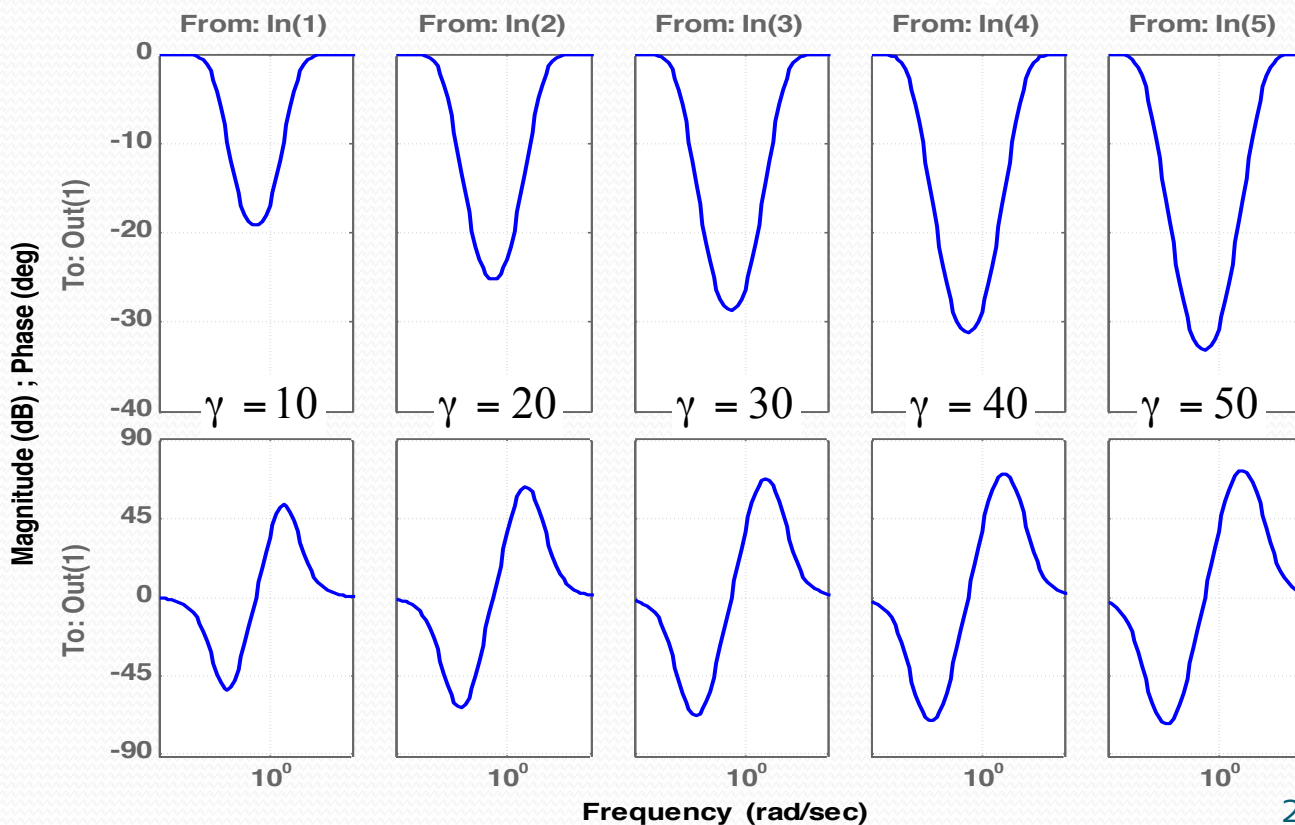 From: In(1) From: In(2) From: In(3) From: In(4) From: In(5)
0
-10
-20
-30
-40
To: Out(1)
γ = 10 γ = 20 γ = 30 γ = 40 γ = 50
Magnitude (dB) ; Phase (deg)
90
45
0
-45
-90
To: Out(1)
10⁰ 10⁰ 10⁰ 10⁰ 10⁰
Frequency (rad/sec)
2